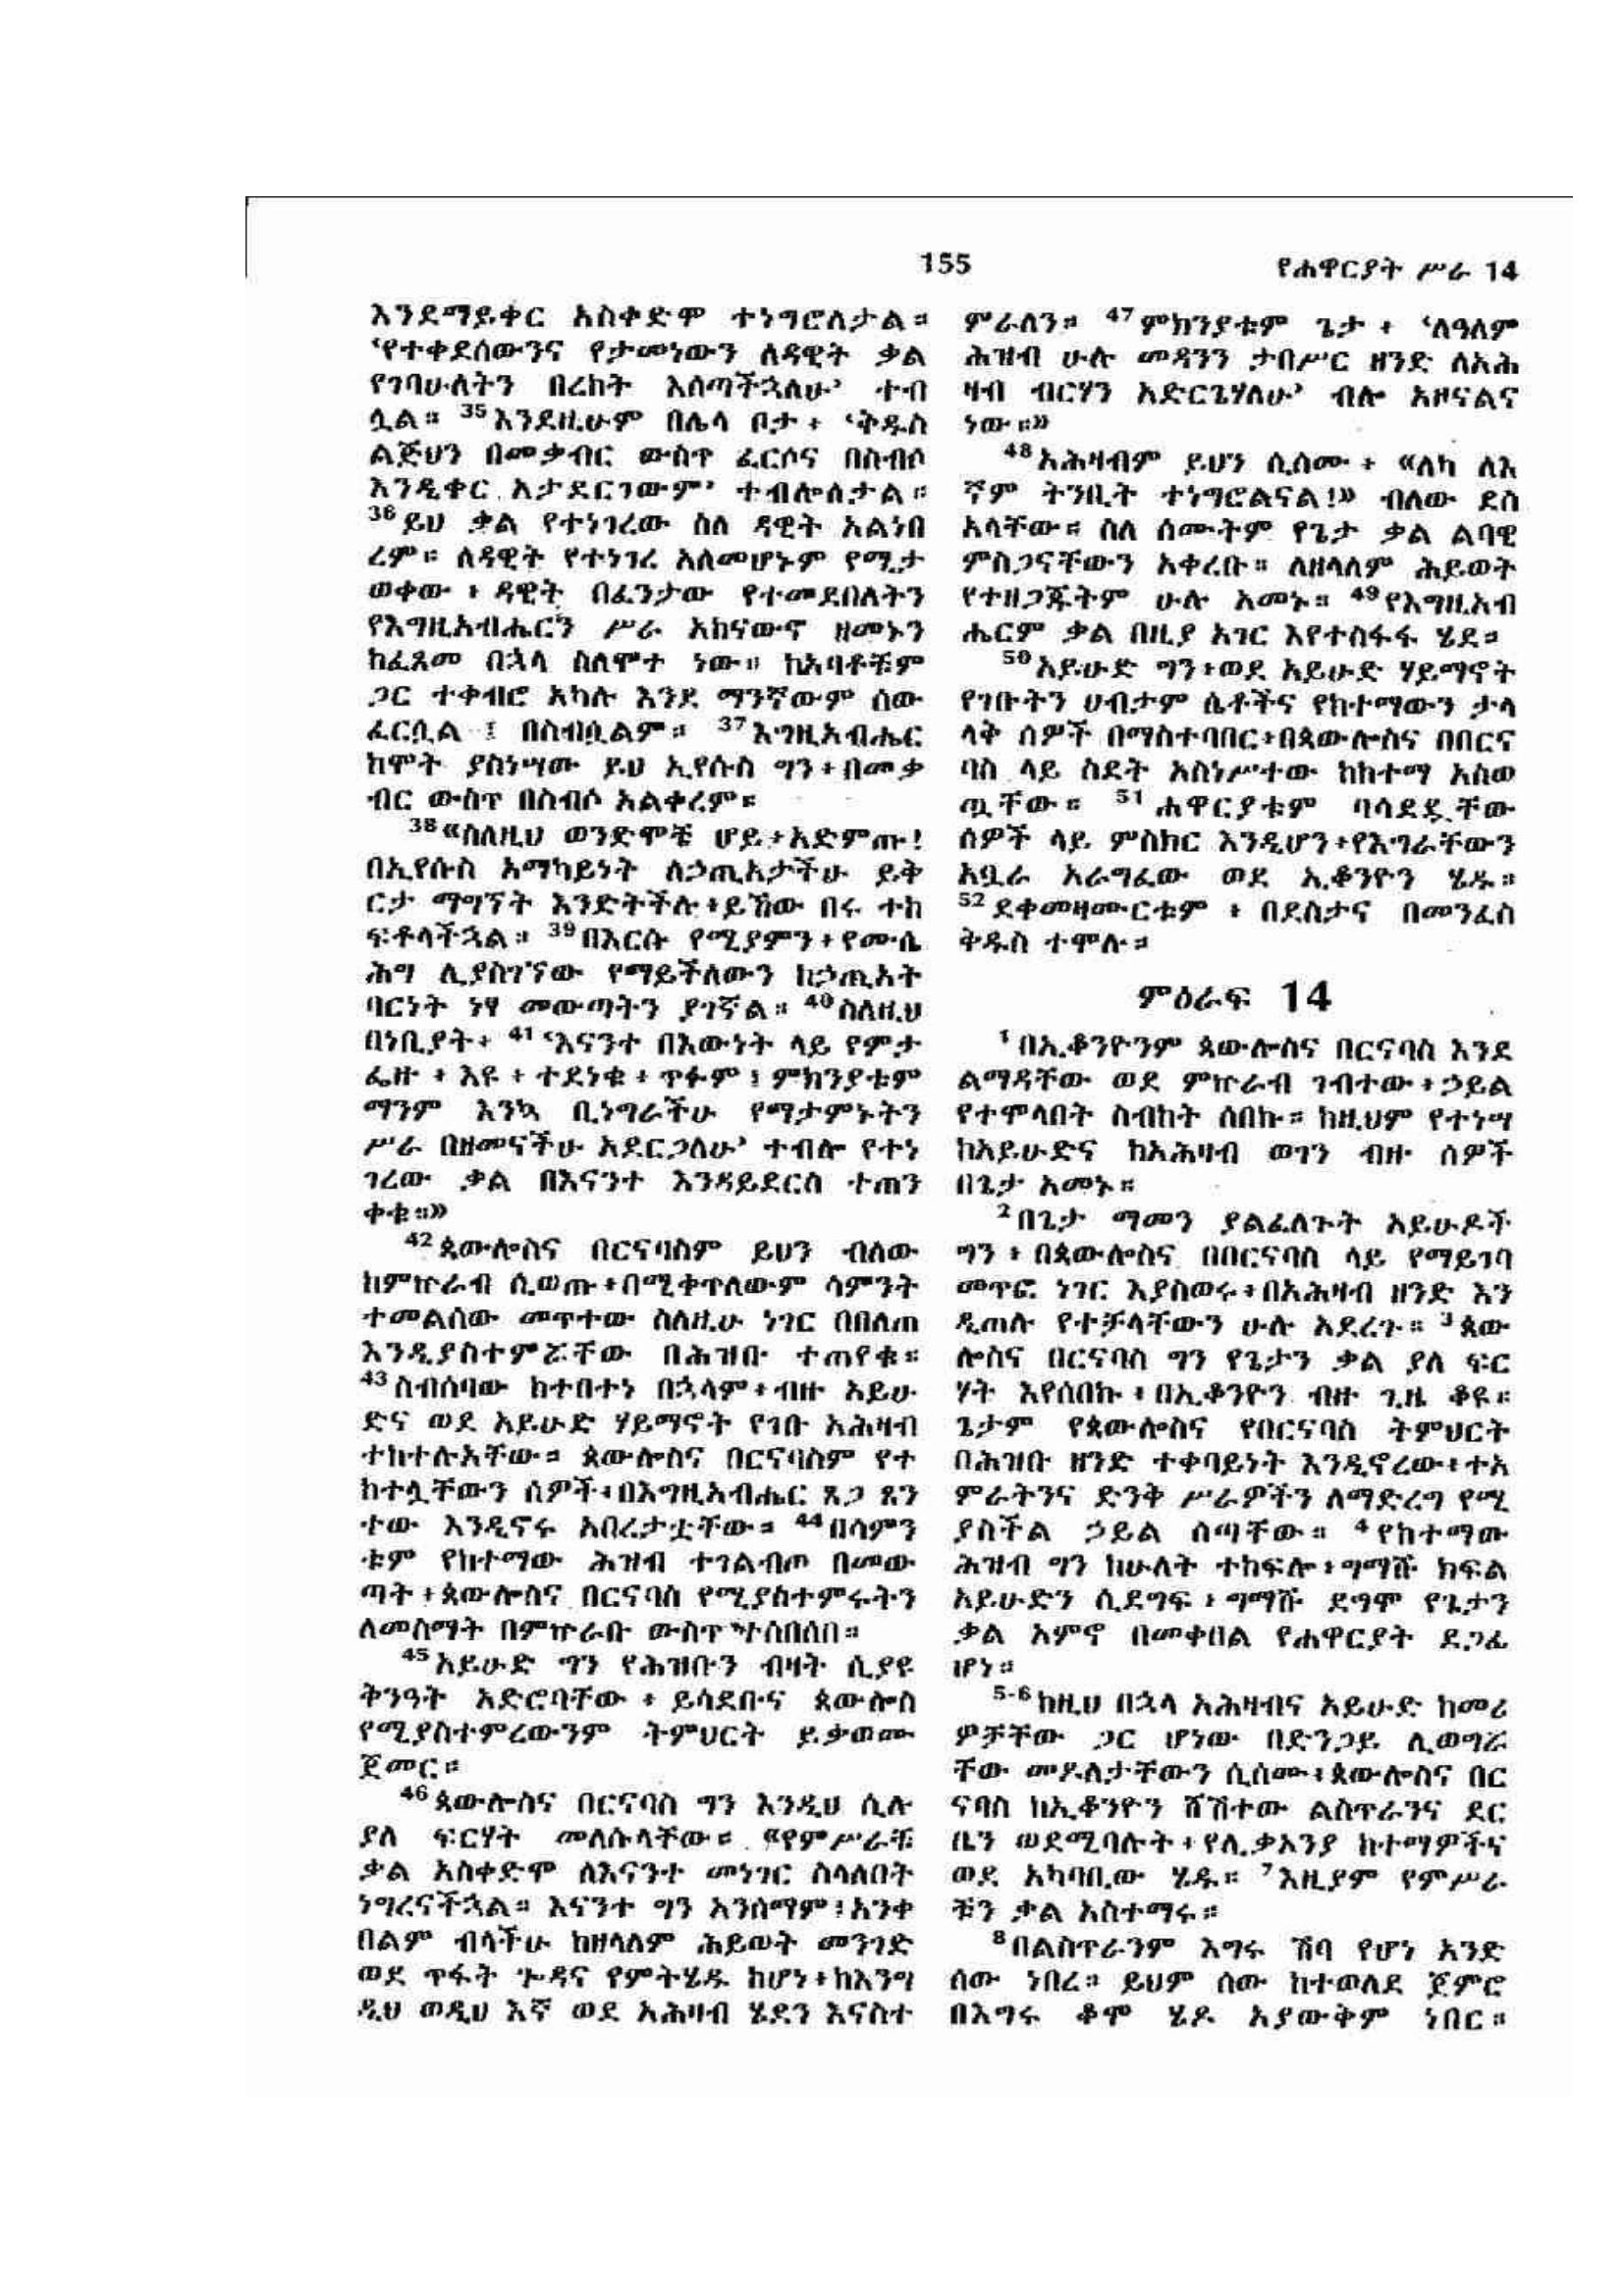 155
የሐዋርያት ሥራ 14
እንደማይቀር አስቀድሞ ተነግሮለታል።
‘የተቀደሰውንና የታመነውን ለዳዊት ቃል
የገባሁለትን በረከት እሰጣችኋለሁ’ ተብ
ሏል። 35 እንደዚሁም በሌላ ቦታ፥ ‘ቅዱስ
ልጅህን በመቃብር ውስጥ ፈርሶና በስብሶ
እንዲቀር አታደርገውም’ ተብሎለታል።
36 ይህ ቃል የተነገረው ስለ ዳዊት አልነበ
ረም። ለዳዊት የተነገረ አለመሆኑም የሚታ
ወቀው ፥ ዳዊት በፈንታው የተመደበለትን
የእግዚአብሔርን ሥራ አከናውኖ ዘመኑን
ከፈጸመ በኋላ ስለሞተ ነው። ከአባቶቹም
ጋር ተቀብሮ አካሉ እንደ ማንኛውም ሰው
ፈርሷል ፤ በስብሷልም። 37 እግዚአብሔር
ከሞት ያስነሣው ይህ ኢየሱስ ግን፥በመቃ
ብር ውስጥ በስብሶ አልቀረም።
38 «ስለዚህ ወንድሞቼ ሆይ፥አድምጡ!
በኢየሱስ አማካይነት ለኃጢአታችሁ ይቅ
ርታ ማግኘት እንድትችሉ፥ይኸው በሩ ተከ
ፍቶላችኋል። 39 በእርሱ የሚያምን፥የሙሴ
ሕግ ሊያስገኘው የማይችለውን ከኃጢአት
ባርነት ነፃ መውጣትን ያገኛል። 40 ስለዚህ
በነቢያት፥ 41 ‘እናንተ በእውነት ላይ የምታ
ፌዙ ፥ እዩ ፥ ተደነቁ ፥ ጥፉም ፤ ምክንያቱም
ማንም እንኳ ቢነግራችሁ የማታምኑትን
ሥራ በዘመናችሁ አደርጋለሁ’ ተብሎ የተነ
ገረው ቃል በእናንተ እንዳይደርስ ተጠን
ቀቁ።»
42 ጳውሎስና በርናባስም ይህን ብለው
ከምኵራብ ሲወጡ፥በሚቀጥለውም ሳምንት
ተመልሰው መጥተው ስለዚሁ ነገር በበለጠ
እንዲያስተምሯቸው በሕዝቡ ተጠየቁ።
43 ስብሰባው ከተበተነ በኋላም፥ብዙ አይሁ
ድና ወደ አይሁድ ሃይማኖት የገቡ አሕዛብ
ተከተሉአቸው። ጳውሎስና በርናባስም የተ
ከተሏቸውን ሰዎች፥በእግዚአብሔር ጸጋ ጸን
ተው እንዲኖሩ አበረታቷቸው። 44 በሳምን
ቱም የከተማው ሕዝብ ተገልብጦ በመው
ጣት፥ጳውሎስና በርናባስ የሚያስተምሩትን
ለመስማት በምኵራቡ ውስጥ ተሰበሰበ።
45 አይሁድ ግን የሕዝቡን ብዛት ሲያዩ
ቅንዓት አድሮባቸው ፥ ይሳደቡና ጳውሎስ
የሚያስተምረውንም ትምህርት ይቃወሙ
ጀመር።
46 ጳውሎስና በርናባስ ግን እንዲህ ሲሉ
ያለ ፍርሃት መለሱላቸው። «የምሥራቹ
ቃል አስቀድሞ ለእናንተ መነገር ስላለበት
ነግረናችኋል። እናንተ ግን አንሰማም፤አንቀ
በልም ብላችሁ ከዘላለም ሕይወት መንገድ
ወደ ጥፋት ጐዳና የምትሄዱ ከሆነ፥ከእንግ
ዲህ ወዲህ እኛ ወደ አሕዛብ ሄደን እናስተ
ምራለን። 47 ምክንያቱም ጌታ ፥ ‘ለዓለም
ሕዝብ ሁሉ መዳንን ታበሥር ዘንድ ለአሕ
ዛብ ብርሃን አድርጌሃለሁ’ ብሎ አዞናልና
ነው።»
48 አሕዛብም ይህን ሲሰሙ ፥ «ለካ ለእ
ኛም ትንቢት ተነግሮልናል!» ብለው ደስ
አላቸው። ስለ ሰሙትም የጌታ ቃል ልባዊ
ምስጋናቸውን አቀረቡ። ለዘላለም ሕይወት
የተዘጋጁትም ሁሉ አመኑ። 49 የእግዚአብ
ሔርም ቃል በዚያ አገር እየተስፋፋ ሄደ።
50 አይሁድ ግን፥ወደ አይሁድ ሃይማኖት
የገቡትን ሀብታም ሴቶችና የከተማውን ታላ
ላቅ ሰዎች በማስተባበር፥በጳውሎስና በበርና
ባስ ላይ ስደት አስነሥተው ከከተማ አስወ
ጧቸው። 51 ሐዋርያቱም ባሳደዷቸው
ሰዎች ላይ ምስክር እንዲሆን፥የእግራቸውን
አቧራ አራግፈው ወደ ኢቆንዮን ሄዱ።
52 ደቀመዛሙርቱም ፥ በደስታና በመንፈስ
ቅዱስ ተሞሉ።
ምዕራፍ 14
1 በኢቆንዮንም ጳውሎስና በርናባስ እንደ
ልማዳቸው ወደ ምኵራብ ገብተው፥ኃይል
የተሞላበት ስብከት ሰበኩ። ከዚህም የተነሣ
ከአይሁድና ከአሕዛብ ወገን ብዙ ሰዎች
በጌታ አመኑ።
2 በጌታ ማመን ያልፈለጉት አይሁዶች
ግን ፥ በጳውሎስና በበርናባስ ላይ የማይገባ
መጥፎ ነገር እያስወሩ፥በአሕዛብ ዘንድ እን
ዲጠሉ የተቻላቸውን ሁሉ አደረጉ። 3 ጳው
ሎስና በርናባስ ግን የጌታን ቃል ያለ ፍር
ሃት እየሰበኩ ፥ በኢቆንዮን ብዙ ጊዜ ቆዩ።
ጌታም የጳውሎስና የበርናባስ ትምህርት
በሕዝቡ ዘንድ ተቀባይነት እንዲኖረው፥ተአ
ምራትንና ድንቅ ሥራዎችን ለማድረግ የሚ
ያስችል ኃይል ሰጣቸው። 4 የከተማው
ሕዝብ ግን ከሁለት ተከፍሎ፥ግማሹ ክፍል
አይሁድን ሲደግፍ ፥ ግማሹ ደግሞ የጌታን
ቃል አምኖ በመቀበል የሐዋርያት ደጋፊ
ሆነ።
5-6 ከዚህ በኋላ አሕዛብና አይሁድ ከመሪ
ዎቻቸው ጋር ሆነው በድንጋይ ሊወግሯ
ቸው መዶለታቸውን ሲሰሙ፥ጳውሎስና በር
ናባስ ከኢቆንዮን ሸሽተው ልስጥራንና ደር
ቤን ወደሚባሉት፥የሊቃኦንያ ከተማዎችና
ወደ አካባቢው ሄዱ። 7 እዚያም የምሥራ
ቹን ቃል አስተማሩ።
8 በልስጥራንም እግሩ ሽባ የሆነ አንድ
ሰው ነበረ። ይህም ሰው ከተወለደ ጀምሮ
በእግሩ ቆሞ ሄዶ አያውቅም ነበር።